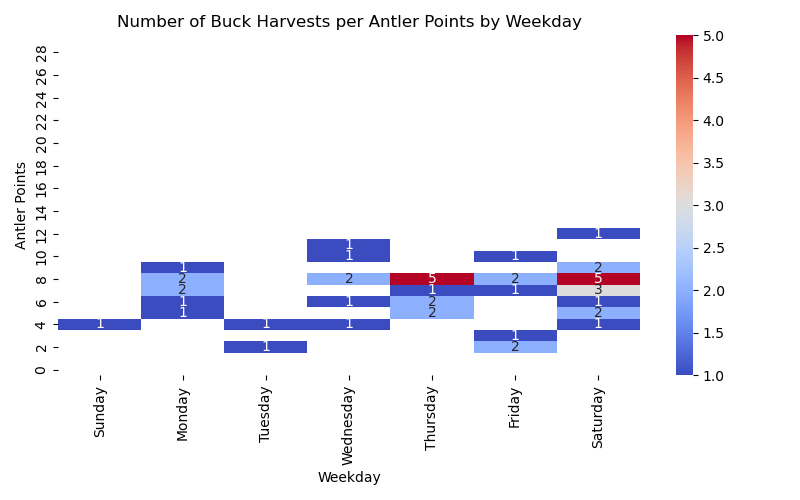 Number of Buck Harvests per Antler Points by Weekday
28
26
24
22
20
18
16
14
12
10
8
6
4
2
0
Antler Points
1
1
1 1
1 2
2 2 5 2 5
2 1 1 3
1 1 2 1
1 2 2
1 1 1 1
1
1 2
Sunday
Monday
Tuesday
Wednesday
Thursday
Friday
Saturday
Weekday
5.0
4.5
4.0
3.5
3.0
2.5
2.0
1.5
1.0